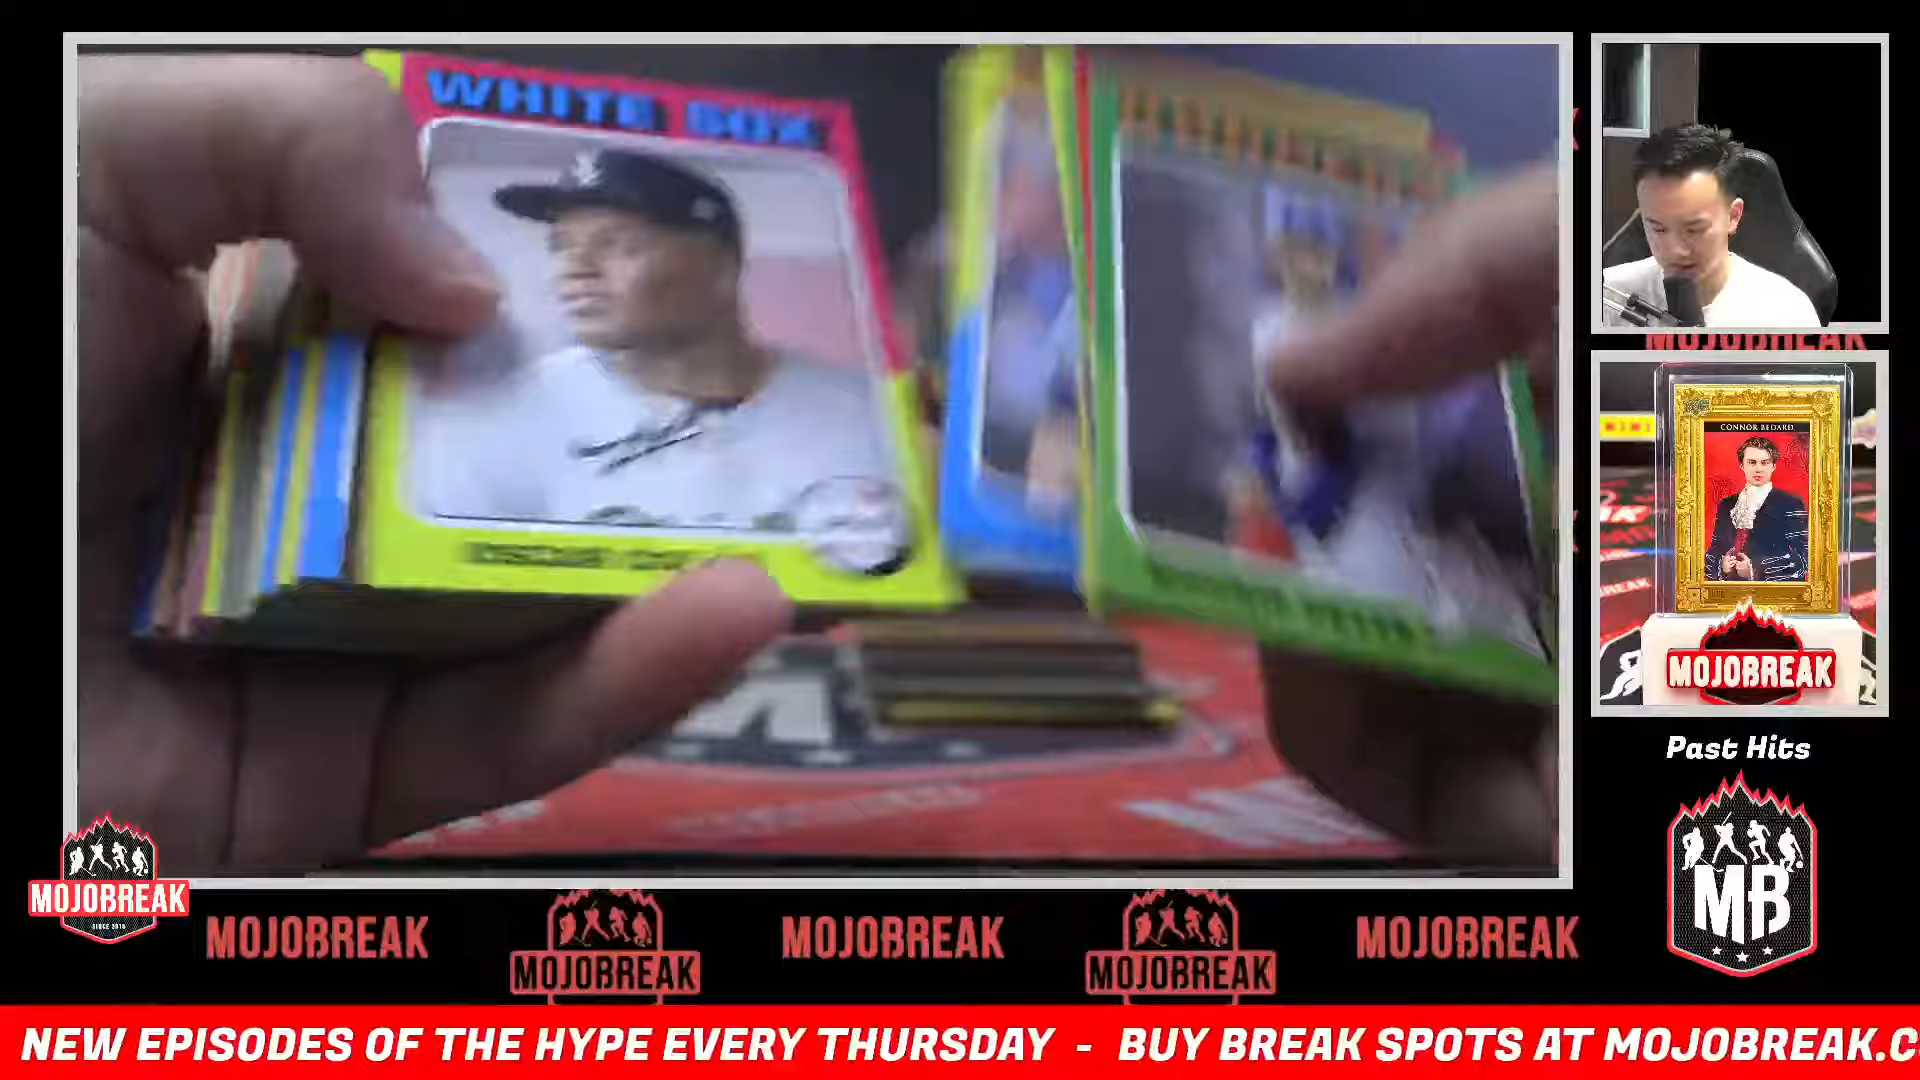 WHITE SOX
CONNOR BEDARD
MOJOBREAK
Past Hits
MB
MOJOBREAK
SINCE 2016
MOJOBREAK
MOJOBREAK
MOJOBREAK
MOJOBREAK
MOJOBREAK
NEW EPISODES OF THE HYPE EVERY THURSDAY - BUY BREAK SPOTS AT MOJOBREAK.C